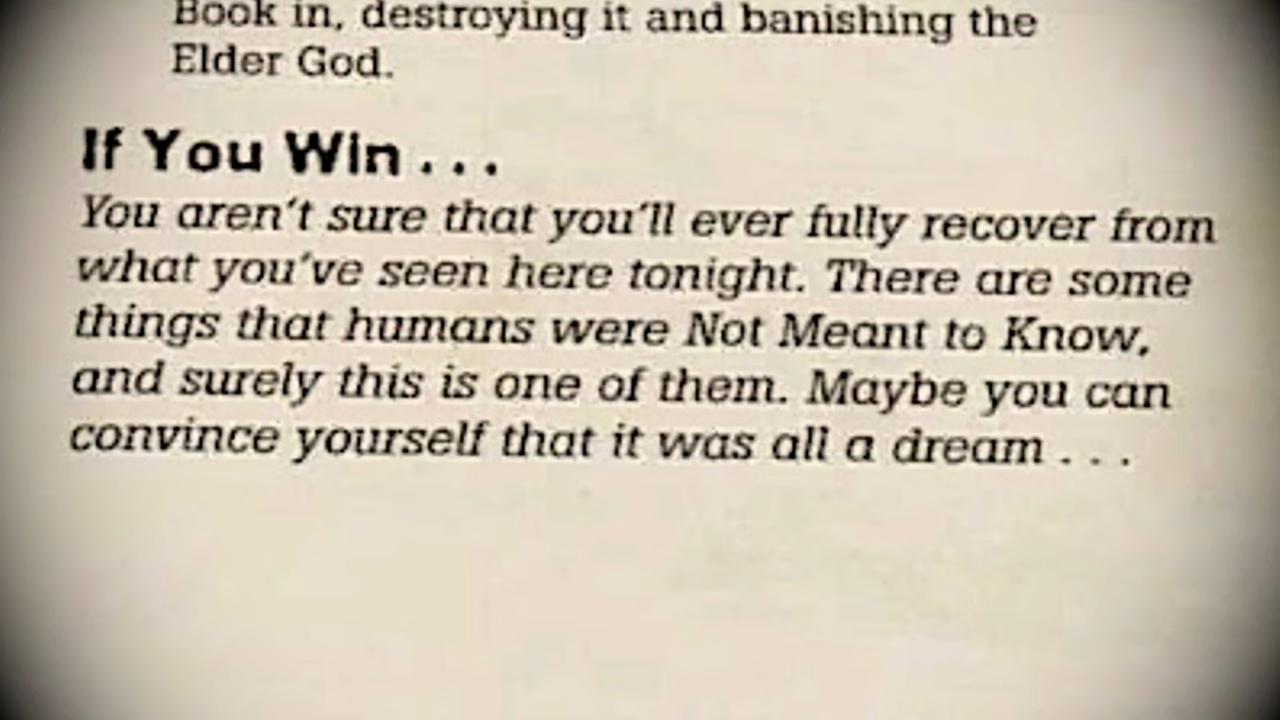 Book in, destroying it and banishing the
Elder God.
If You Win . . .
You aren't sure that you'll ever fully recover from
what you've seen here tonight. There are some
things that humans were Not Meant to Know,
and surely this is one of them. Maybe you can
convince yourself that it was all a dream . . .